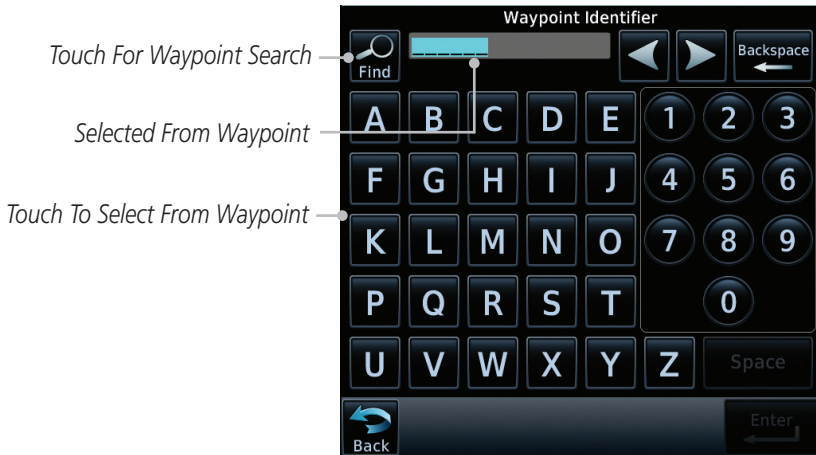 Waypoint Identifier
Touch For Waypoint Search
Find
Backspace
Selected From Waypoint
A B C D E 1 2 3
F G H I J 4 5 6
Touch To Select From Waypoint
K L M N O 7 8 9
P Q R S T 0
U V W X Y Z Space
Back
Enter